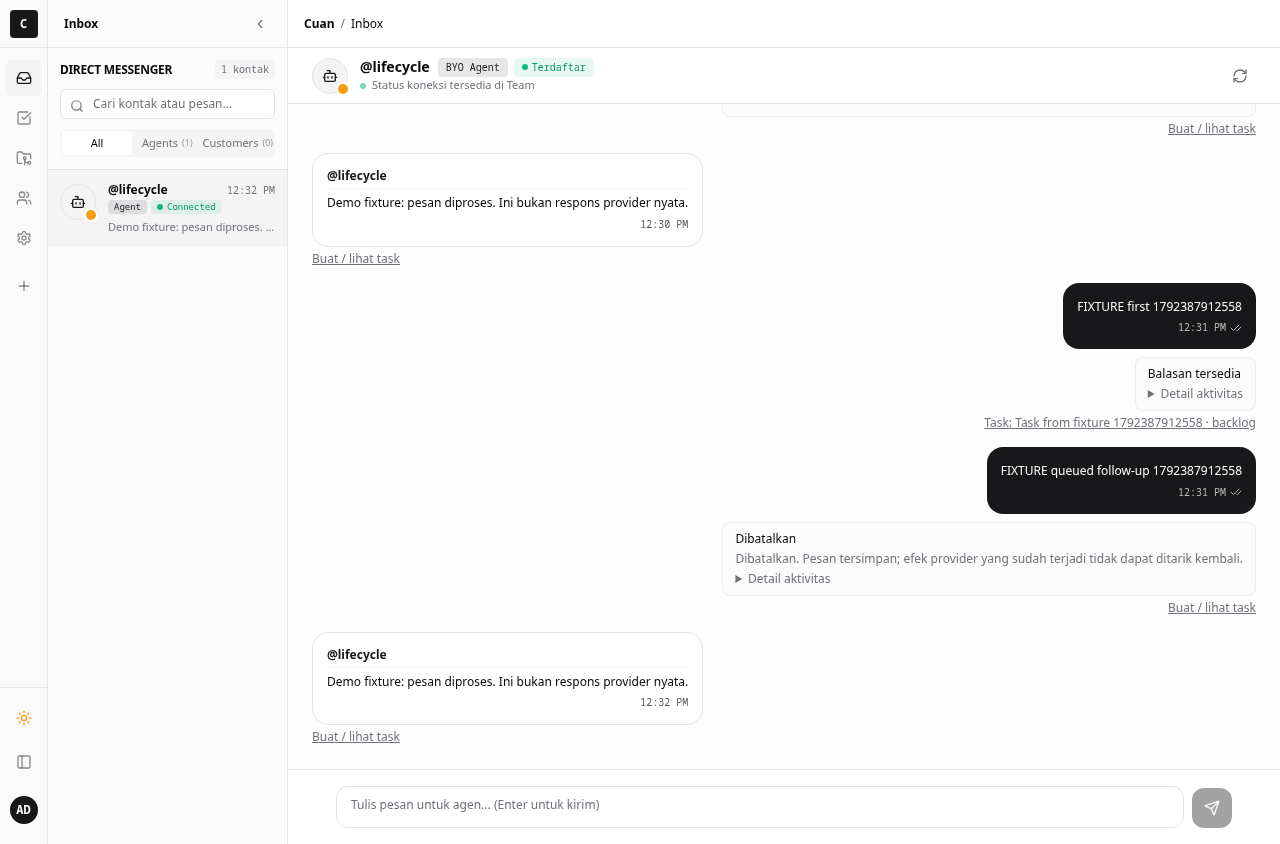 C
Inbox
Cuan / Inbox
DIRECT MESSENGER
1 kontak
Cari kontak atau pesan...
All
Agents (1)
Customers (0)
@lifecycle
12:32 PM
Agent
Connected
Demo fixture: pesan diproses. ...
AD
@lifecycle
BYO Agent
Terdaftar
Status koneksi tersedia di Team
Buat / lihat task
@lifecycle
Demo fixture: pesan diproses. Ini bukan respons provider nyata.
12:30 PM
Buat / lihat task
FIXTURE first 1792387912558
12:31 PM
Balasan tersedia
Detail aktivitas
Task: Task from fixture 1792387912558 · backlog
FIXTURE queued follow-up 1792387912558
12:31 PM
Dibatalkan
Dibatalkan. Pesan tersimpan; efek provider yang sudah terjadi tidak dapat ditarik kembali.
Detail aktivitas
Buat / lihat task
@lifecycle
Demo fixture: pesan diproses. Ini bukan respons provider nyata.
12:32 PM
Buat / lihat task
Tulis pesan untuk agen... (Enter untuk kirim)